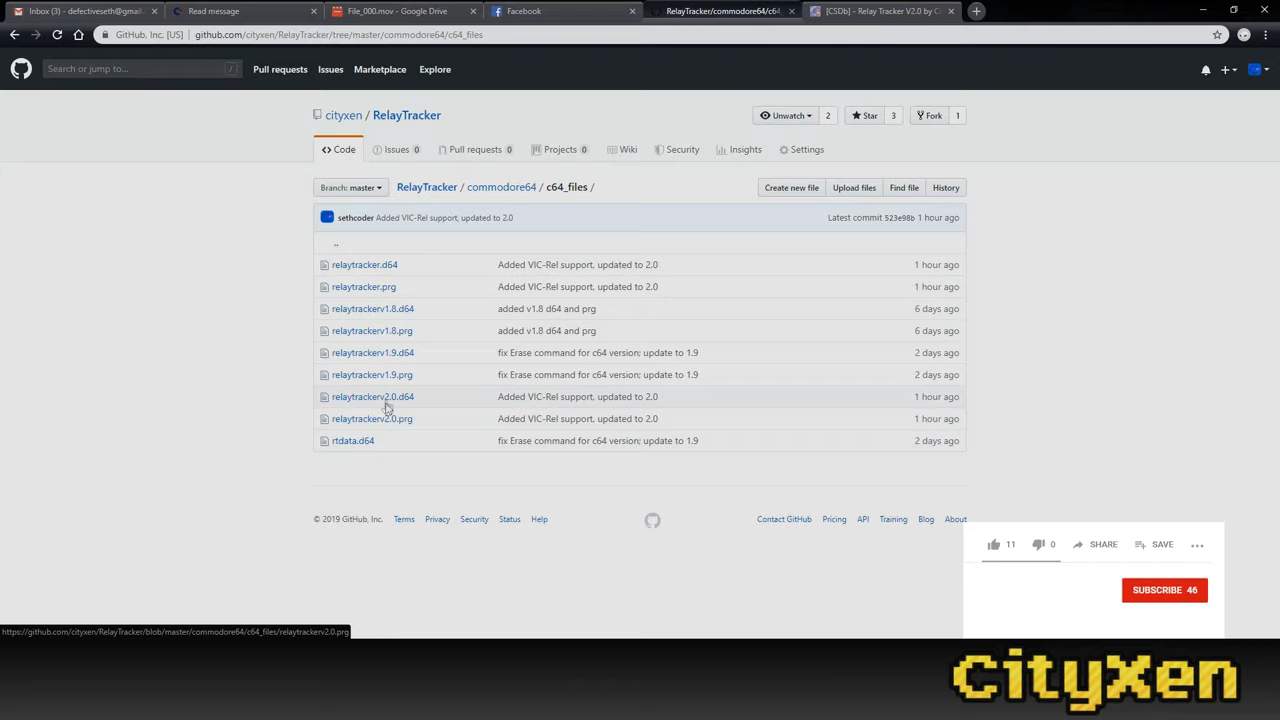 Inbox (3) - defectiveseth@gmail.
Read message
File_000.mov - Google Drive
Facebook
RelayTracker/commodore64/c64_
[CSDb] - Relay Tracker V2.0 by C
GitHub, Inc. [US]
github.com/cityxen/RelayTracker/tree/master/commodore64/c64_files
Search or jump to...
/
Pull requests
Issues
Marketplace
Explore
cityxen / RelayTracker
Unwatch 2
Star 3
Fork 1
Code
Issues 0
Pull requests 0
Projects 0
Wiki
Security
Insights
Settings
Branch: master
RelayTracker / commodore64 / c64_files /
Create new file
Upload files
Find file
History
sethcoder Added VIC-Rel support, updated to 2.0
Latest commit 523e98b 1 hour ago
..
relaytracker.d64 Added VIC-Rel support, updated to 2.0 1 hour ago
relaytracker.prg Added VIC-Rel support, updated to 2.0 1 hour ago
relaytrackerv1.8.d64 added v1.8 d64 and prg 6 days ago
relaytrackerv1.8.prg added v1.8 d64 and prg 6 days ago
relaytrackerv1.9.d64 fix Erase command for c64 version; update to 1.9 2 days ago
relaytrackerv1.9.prg fix Erase command for c64 version; update to 1.9 2 days ago
relaytrackerv2.0.d64 Added VIC-Rel support, updated to 2.0 1 hour ago
relaytrackerv2.0.prg Added VIC-Rel support, updated to 2.0 1 hour ago
rtdata.d64 fix Erase command for c64 version; update to 1.9 2 days ago
© 2019 GitHub, Inc.
Terms
Privacy
Security
Status
Help
Contact GitHub
Pricing
API
Training
Blog
About
11
0
SHARE
SAVE
...
SUBSCRIBE 46
https://github.com/cityxen/RelayTracker/blob/master/commodore64/c64_files/relaytrackerv2.0.prg
CityXen